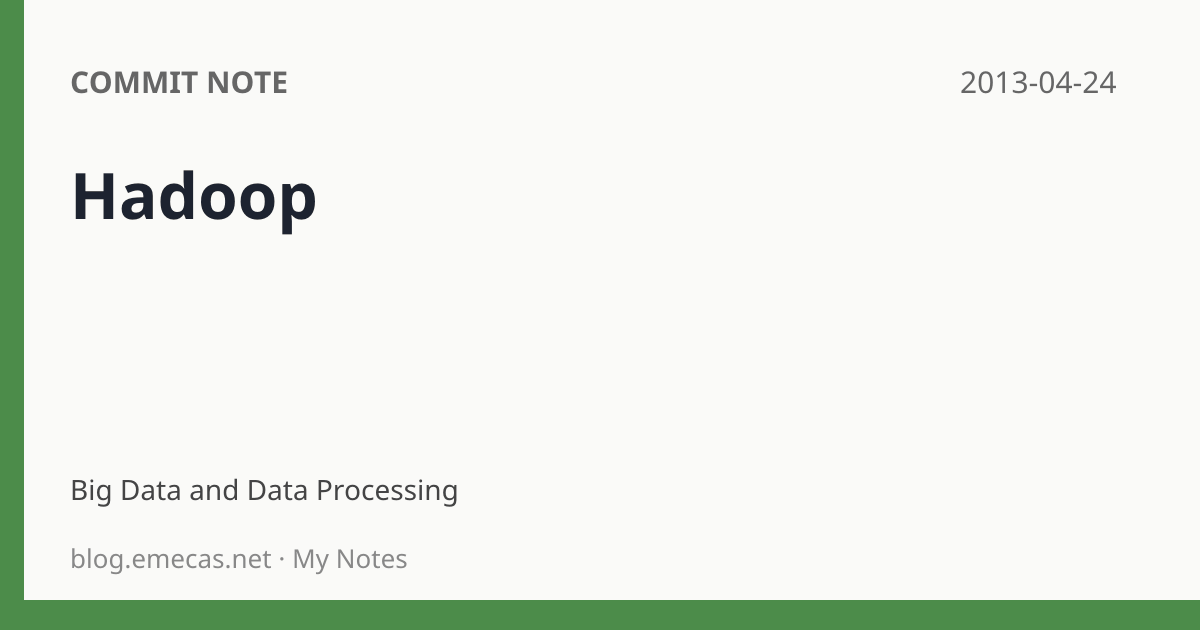 COMMIT NOTE
2013-04-24
Hadoop
Big Data and Data Processing
blog.emecas.net · My Notes